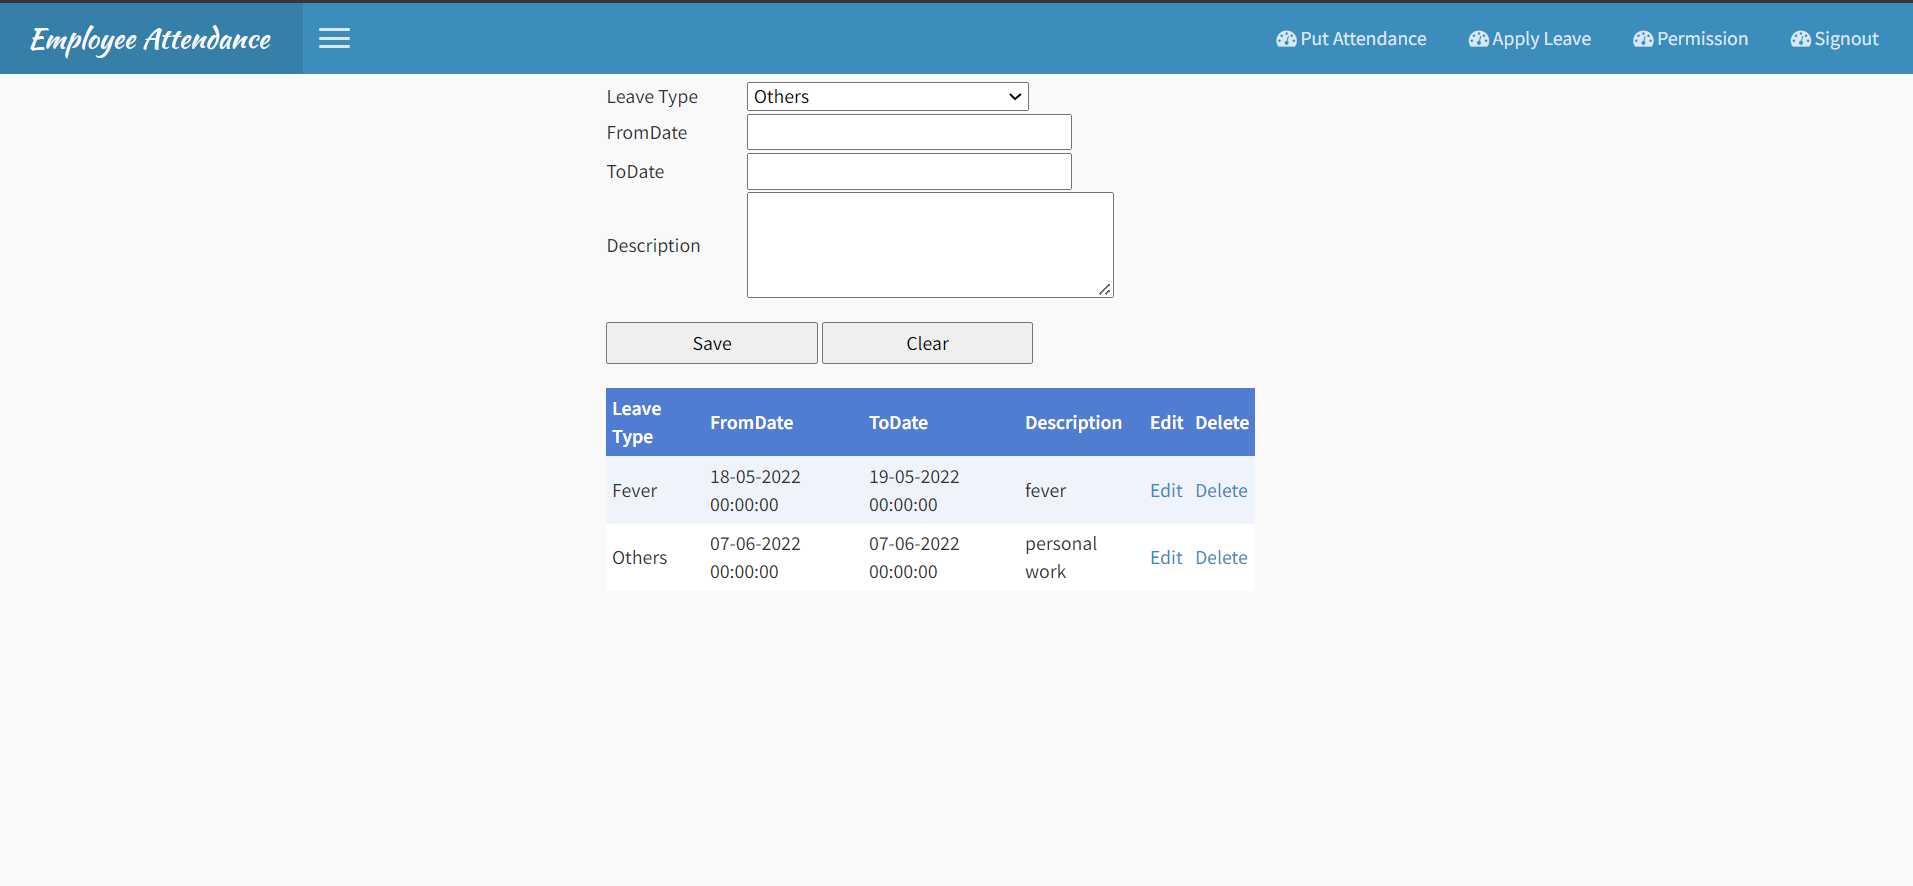 Employee Attendance
Put Attendance
Apply Leave
Permission
Signout
Leave Type
Others
FromDate
ToDate
Description
Save
Clear
Leave Type
FromDate
ToDate
Description
Edit
Delete
Fever
18-05-2022 00:00:00
19-05-2022 00:00:00
fever
Edit
Delete
Others
07-06-2022 00:00:00
07-06-2022 00:00:00
personal work
Edit
Delete